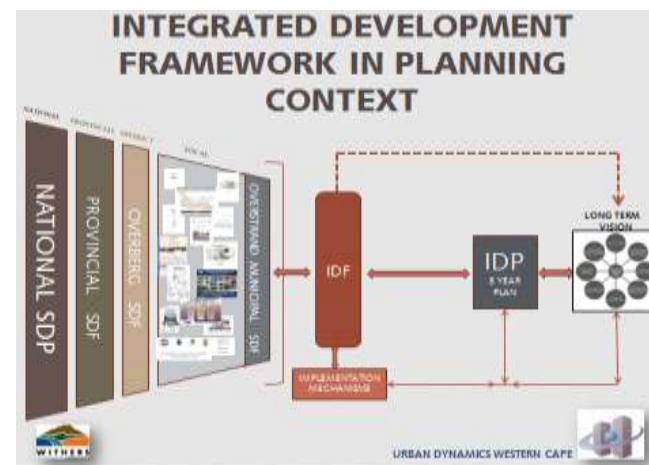 INTEGRATED DEVELOPMENT
FRAMEWORK IN PLANNING
CONTEXT
NATIONAL
PROVINCIAL
DISTRICT
LOCAL
NATIONAL SDP
PROVINCIAL SDF
OVERBERG SDF
OVERSTRAND MUNICIPAL SDF
IDF
IMPLEMENTATION
MECHANISMS
IDP
5 YEAR
PLAN
LONG TERM
VISION
WITHERS
URBAN DYNAMICS WESTERN CAPE